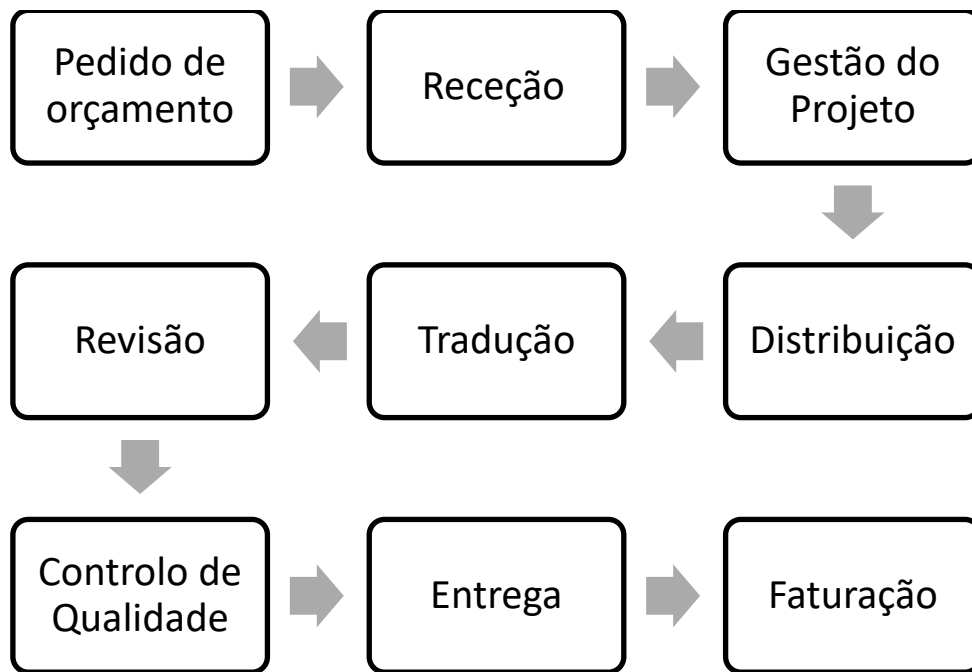 Pedido de
orçamento
Receção
Gestão do
Projeto
Distribuição
Tradução
Revisão
Controlo de
Qualidade
Entrega
Faturação